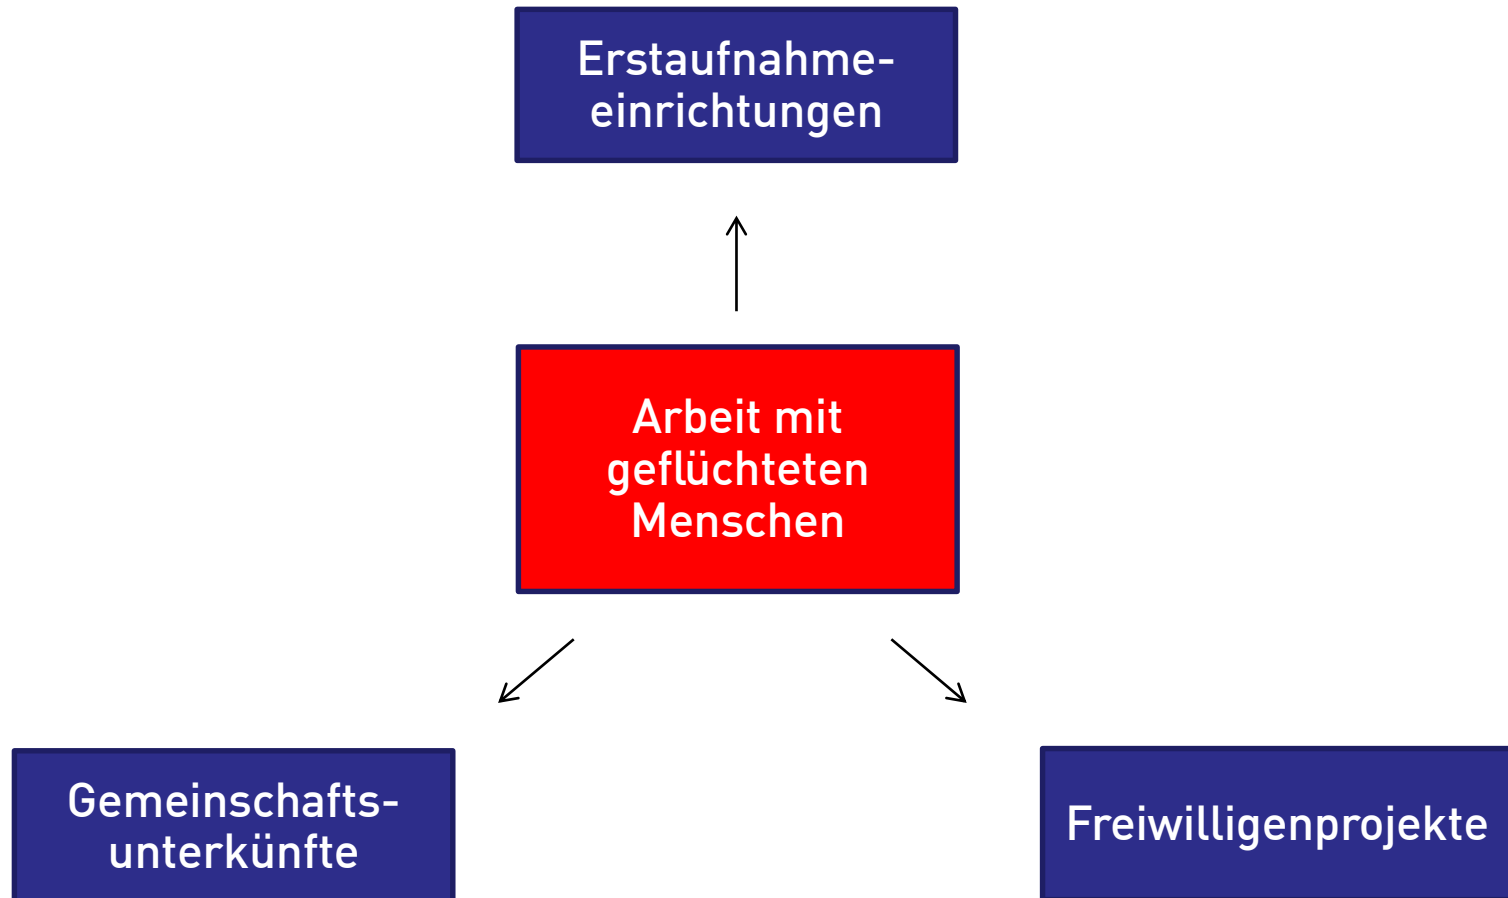 Erstaufnahme-
einrichtungen
Arbeit mit
geflüchteten
Menschen
Gemeinschafts-
unterkünfte
Freiwilligenprojekte